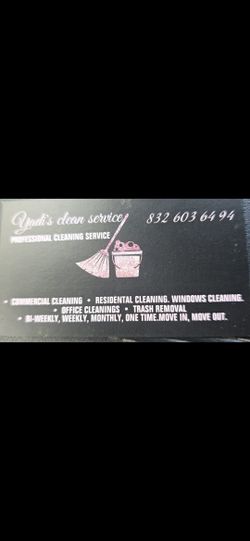 Yadi's clean service 832 603 64 94
PROFESSIONAL CLEANING SERVICE
• COMMERCIAL CLEANING • RESIDENTAL CLEANING. WINDOWS CLEANING.
• OFFICE CLEANINGS • TRASH REMOVAL
• BI-WEEKLY, WEEKLY, MONTHLY, ONE TIME.MOVE IN, MOVE OUT.